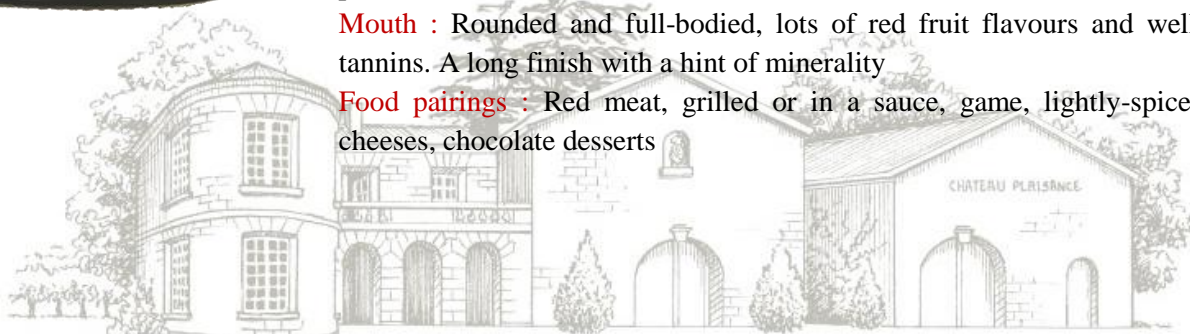 Mouth : Rounded and full-bodied, lots of red fruit flavours and well
tannins. A long finish with a hint of minerality
Food pairings : Red meat, grilled or in a sauce, game, lightly-spice
cheeses, chocolate desserts
CHATEAU PLAISANCE